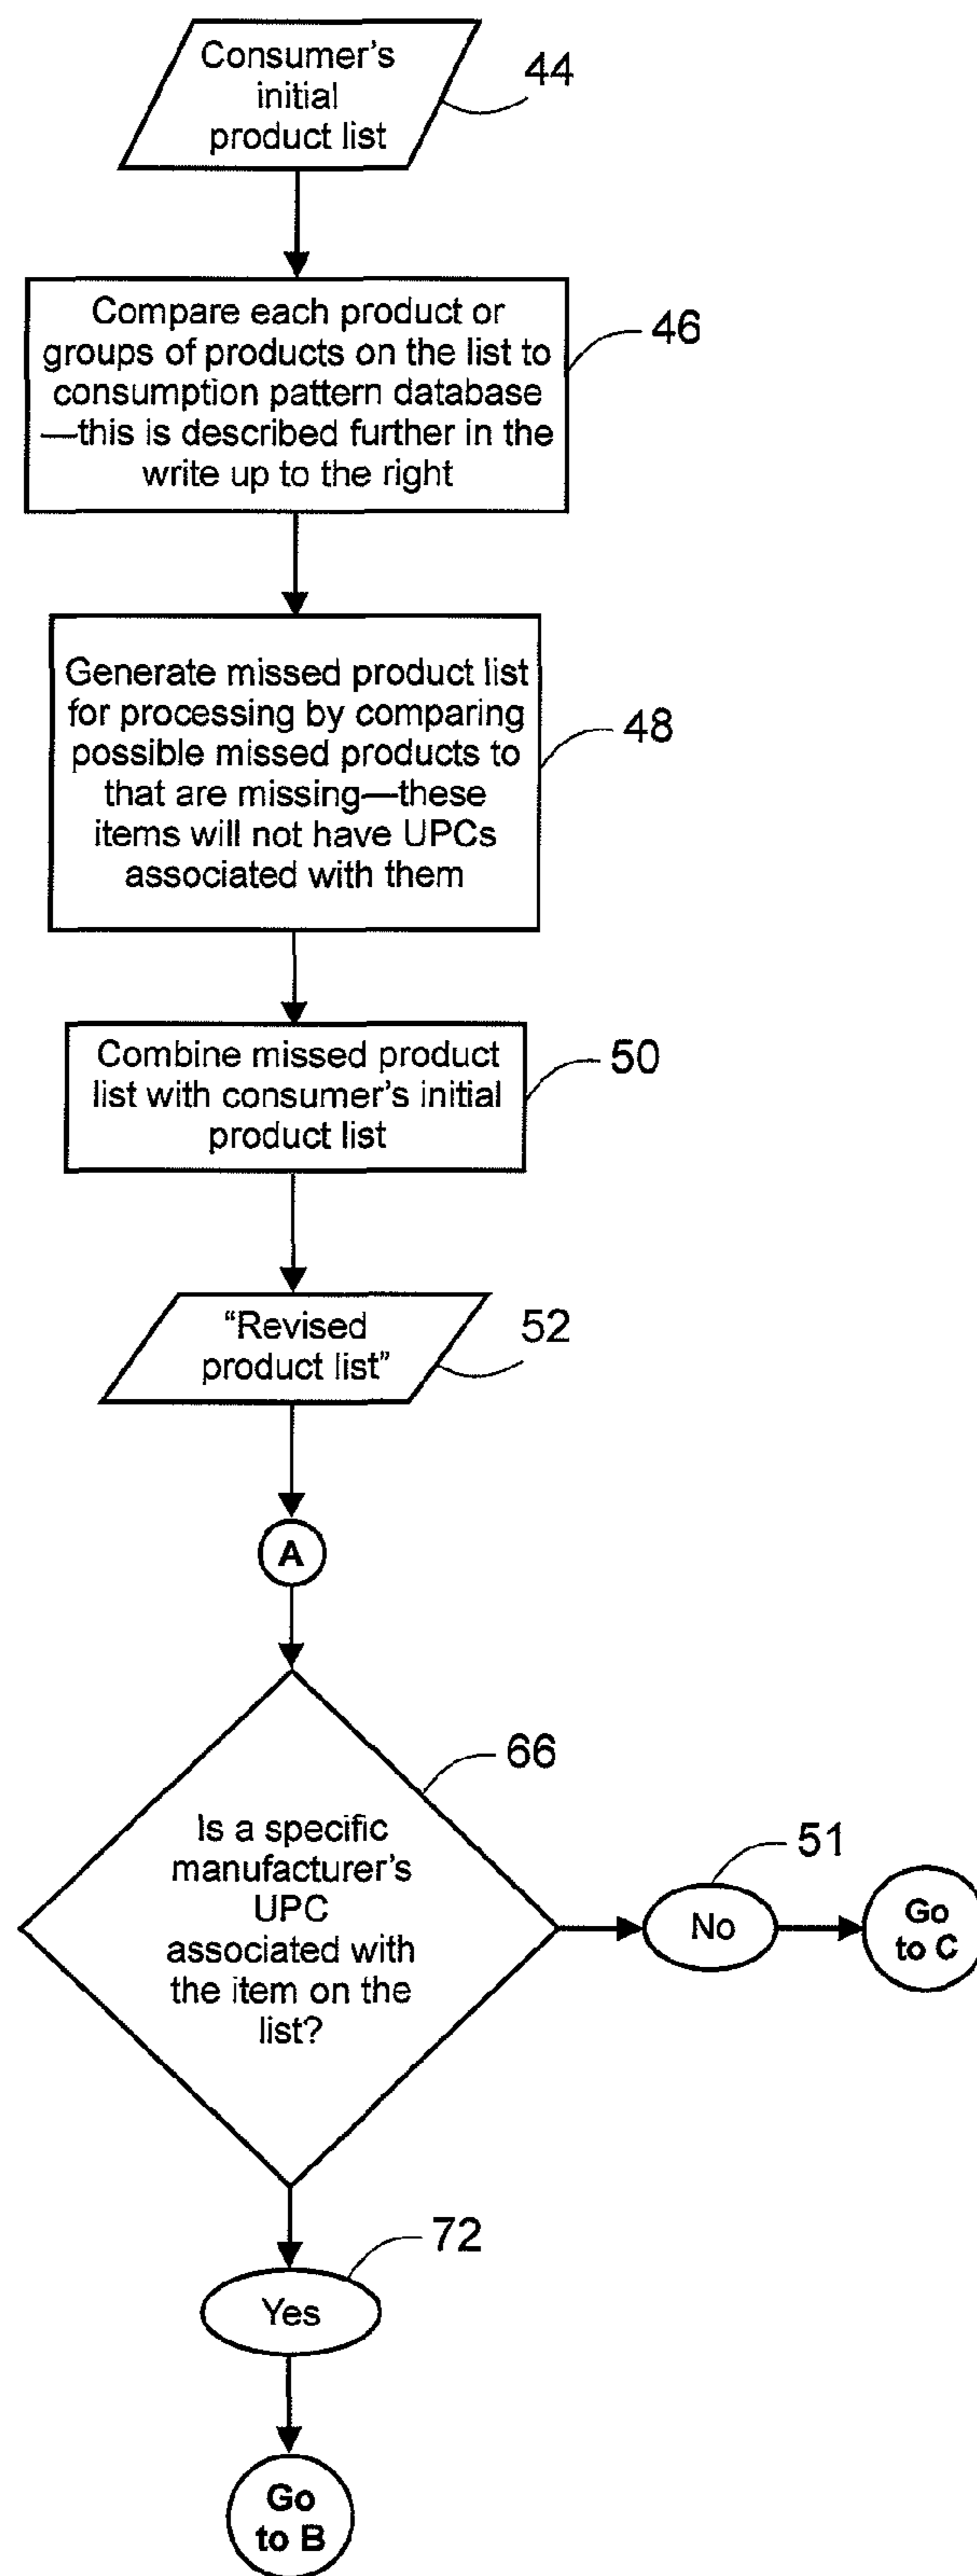 Consumer's
initial
product list
44
Compare each product or
groups of products on the list to
consumption pattern database
—this is described further in the
write up to the right
46
Generate missed product list
for processing by comparing
possible missed products to
that are missing—these
items will not have UPCs
associated with them
48
Combine missed product
list with consumer's initial
product list
50
“Revised
product list”
52
A
66
Is a specific
manufacturer's
UPC
associated with
the item on the
list?
51
No
Go
to C
72
Yes
Go
to B